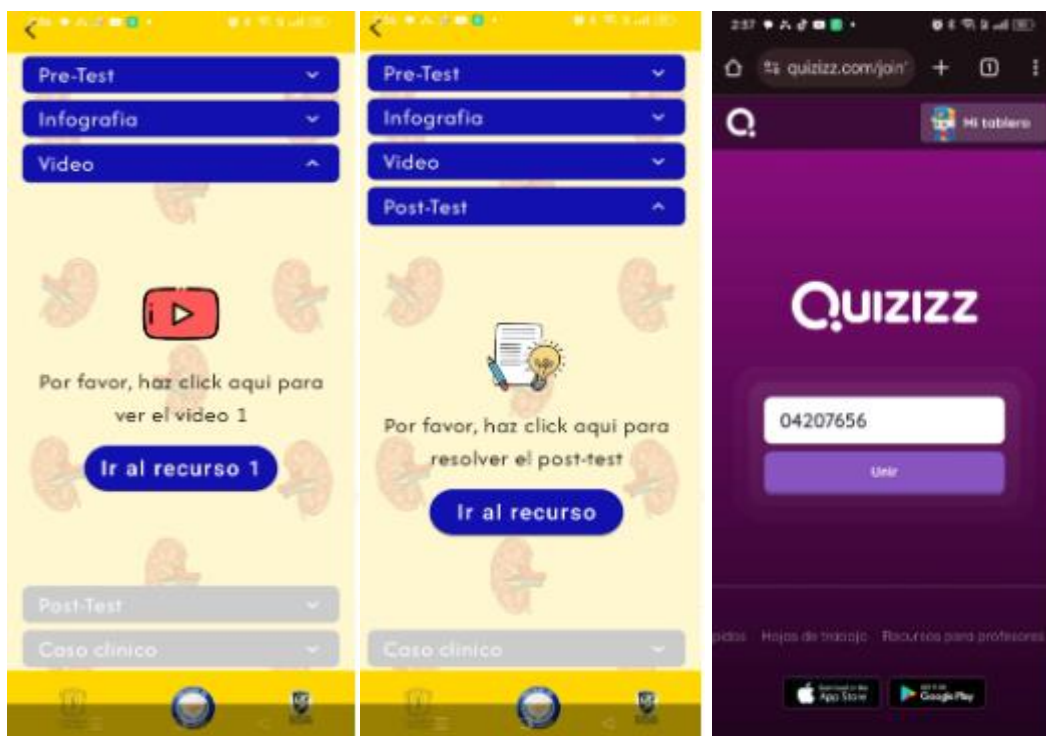 Pre-Test
Infografia
Video
Por favor, haz click aqui para
ver el video 1
Ir al recurso 1
Post-Test
Caso clinico
Pre-Test
Infografia
Video
Post-Test
Por favor, haz click aqui para
resolver el post-test
Ir al recurso
Caso clinico
2:57
quizizz.com/join
Mi tablero
QUIZIZZ
04207656
Unir
Hojas de trabajo Recursos para profesores
App Store
Google Play